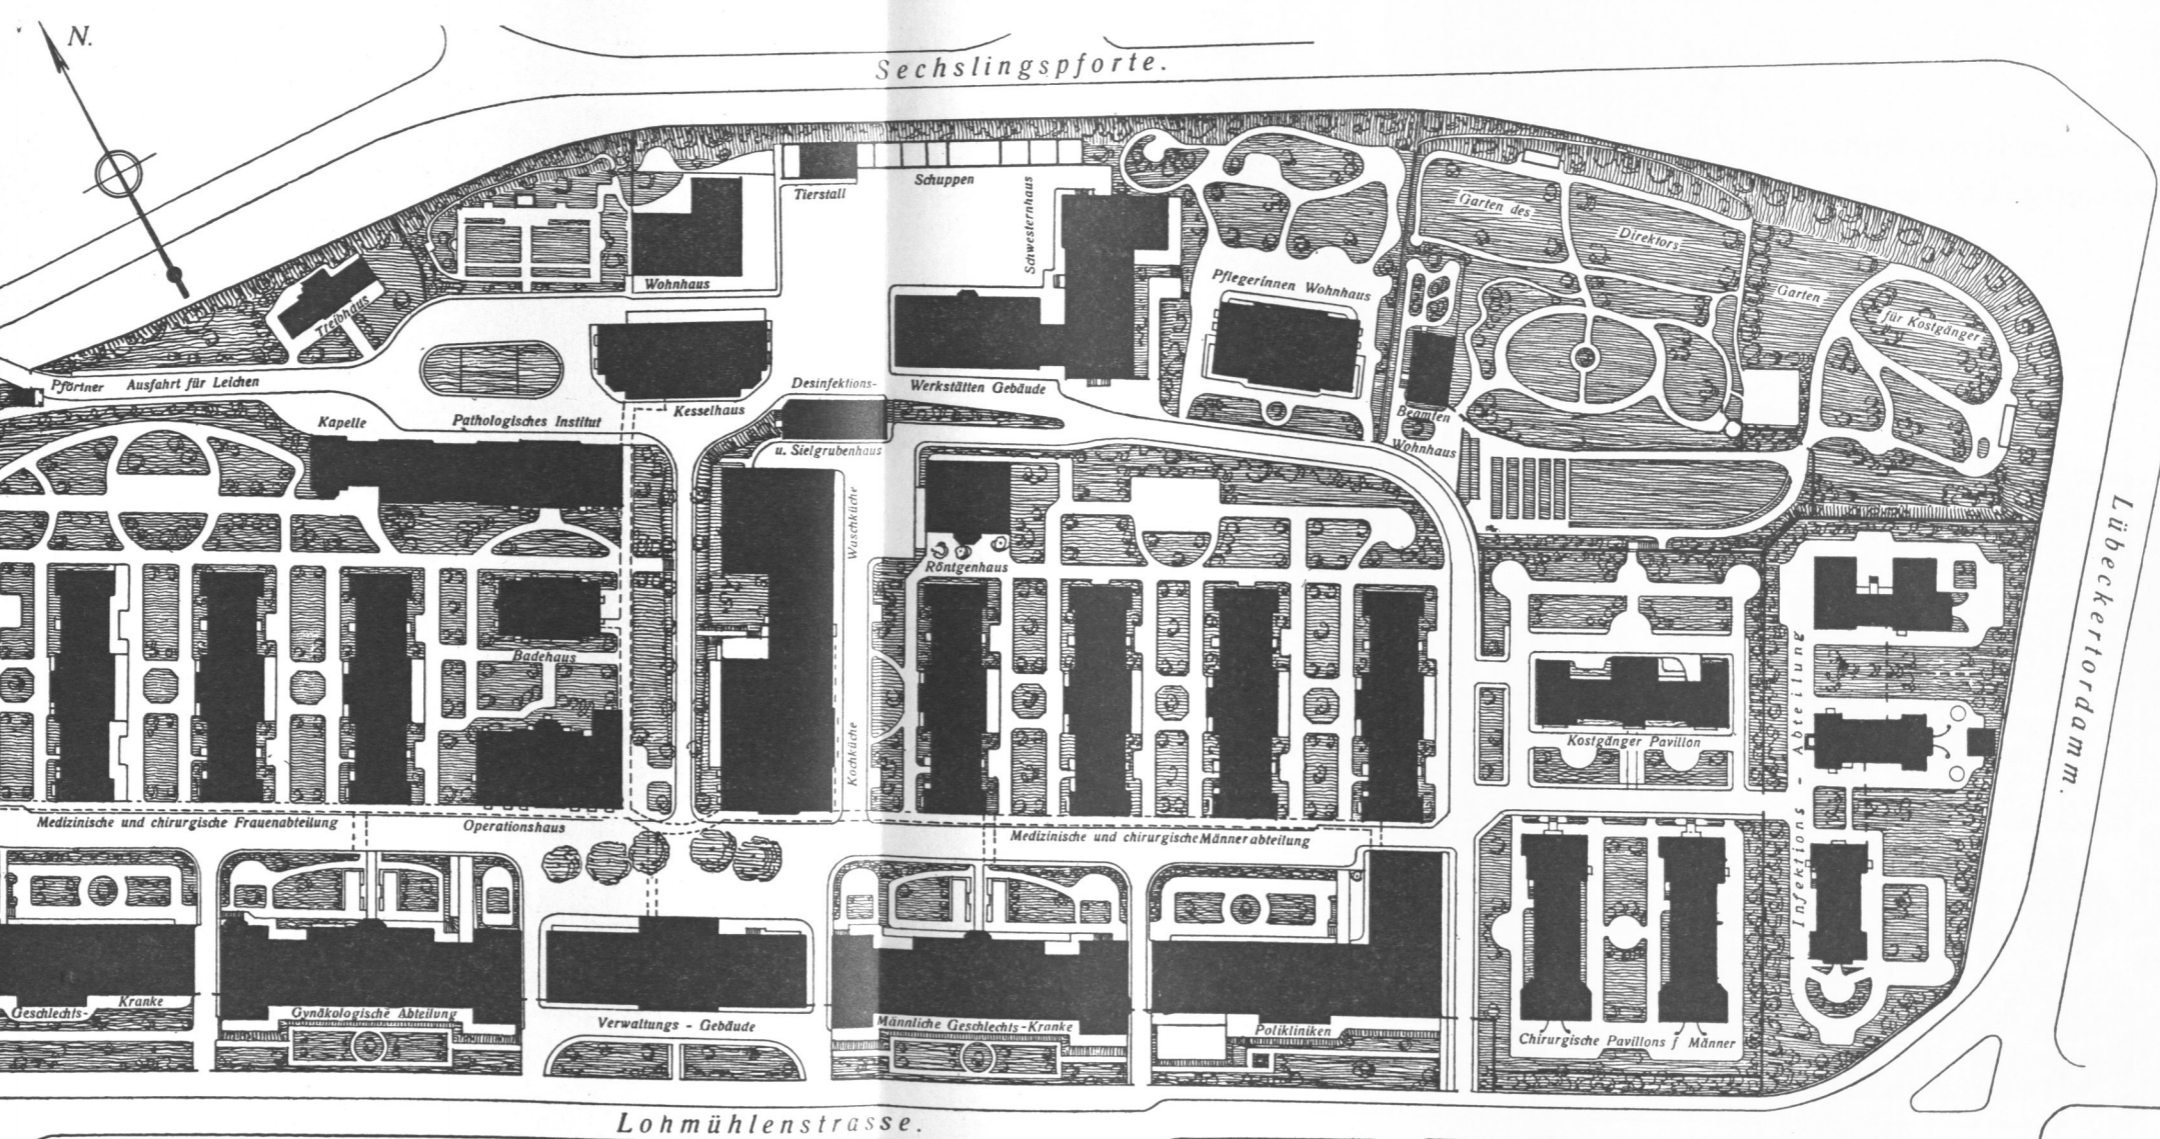 N.
Sechslingspforte.
Tierstall
Schuppen
Schwesternhaus
Garten des
Direktors
Wohnhaus
Pflegerinnen Wohnhaus
Garten
für Kostgänger
Treibhaus
Pförtner
Ausfahrt für Leichen
Kapelle
Pathologisches Institut
Kesselhaus
Desinfektions-
u. Sielgrubenhaus
Werkstätten Gebäude
Beamten
Wohnhaus
Waschküche
Kochküche
Röntgenhaus
Badehaus
Kostgänger Pavillon
Infektions - Abteilung
Lübeckertordamm.
Medizinische und chirurgische Frauenabteilung
Operationshaus
Medizinische und chirurgische Männerabteilung
Kranke
Geschlechts-
Gynäkologische Abteilung
Verwaltungs - Gebäude
Männliche Geschlechts-Kranke
Polikliniken
Chirurgische Pavillons f Männer
Lohmühlenstrasse.